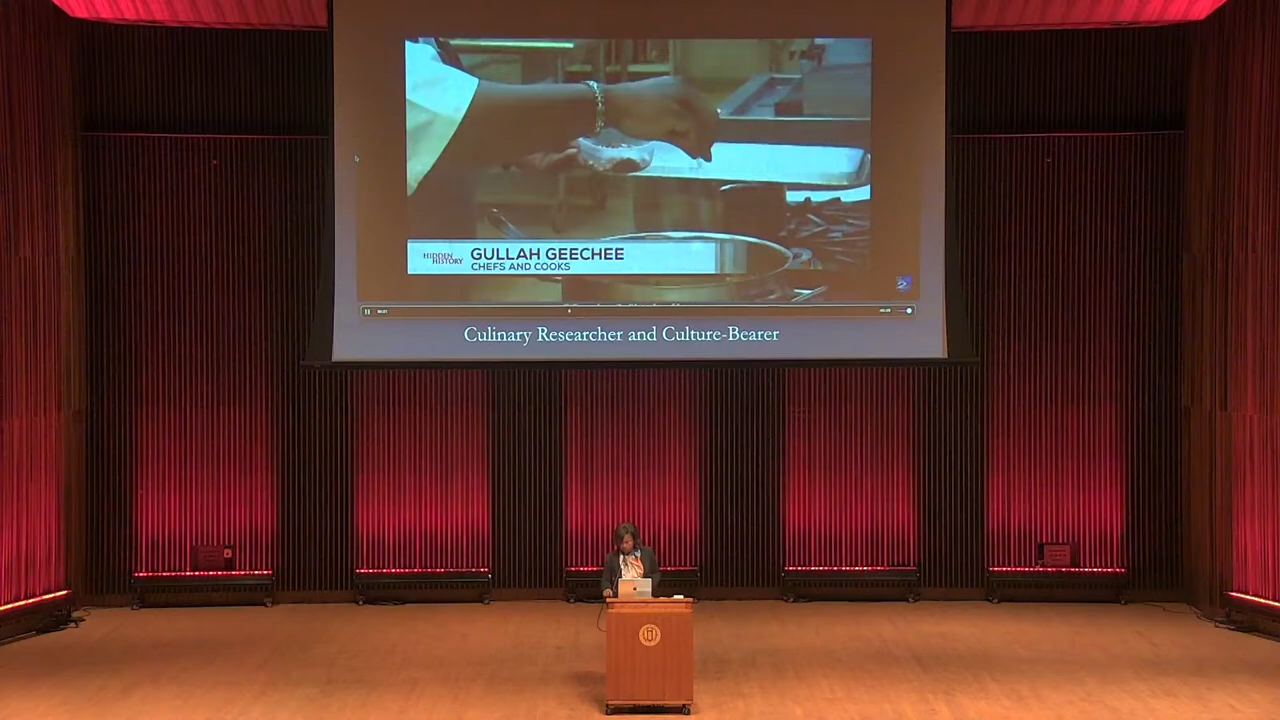 HIDDEN
HISTORY
GULLAH GEECHEE
CHEFS AND COOKS
Culinary Researcher and Culture-Bearer